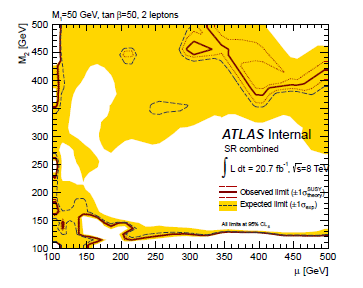 M₁=50 GeV, tan β=50, 2 leptons
M₂ [GeV]
500
450
400
350
300
250
200
150
100
ATLAS Internal
SR combined
∫ L dt = 20.7 fb⁻¹, √s=8 TeV
Observed limit (±1σ^SUSY_theory)
Expected limit (±1σ_exp)
All limits at 95% CL_S
100 150 200 250 300 350 400 450 500
μ [GeV]